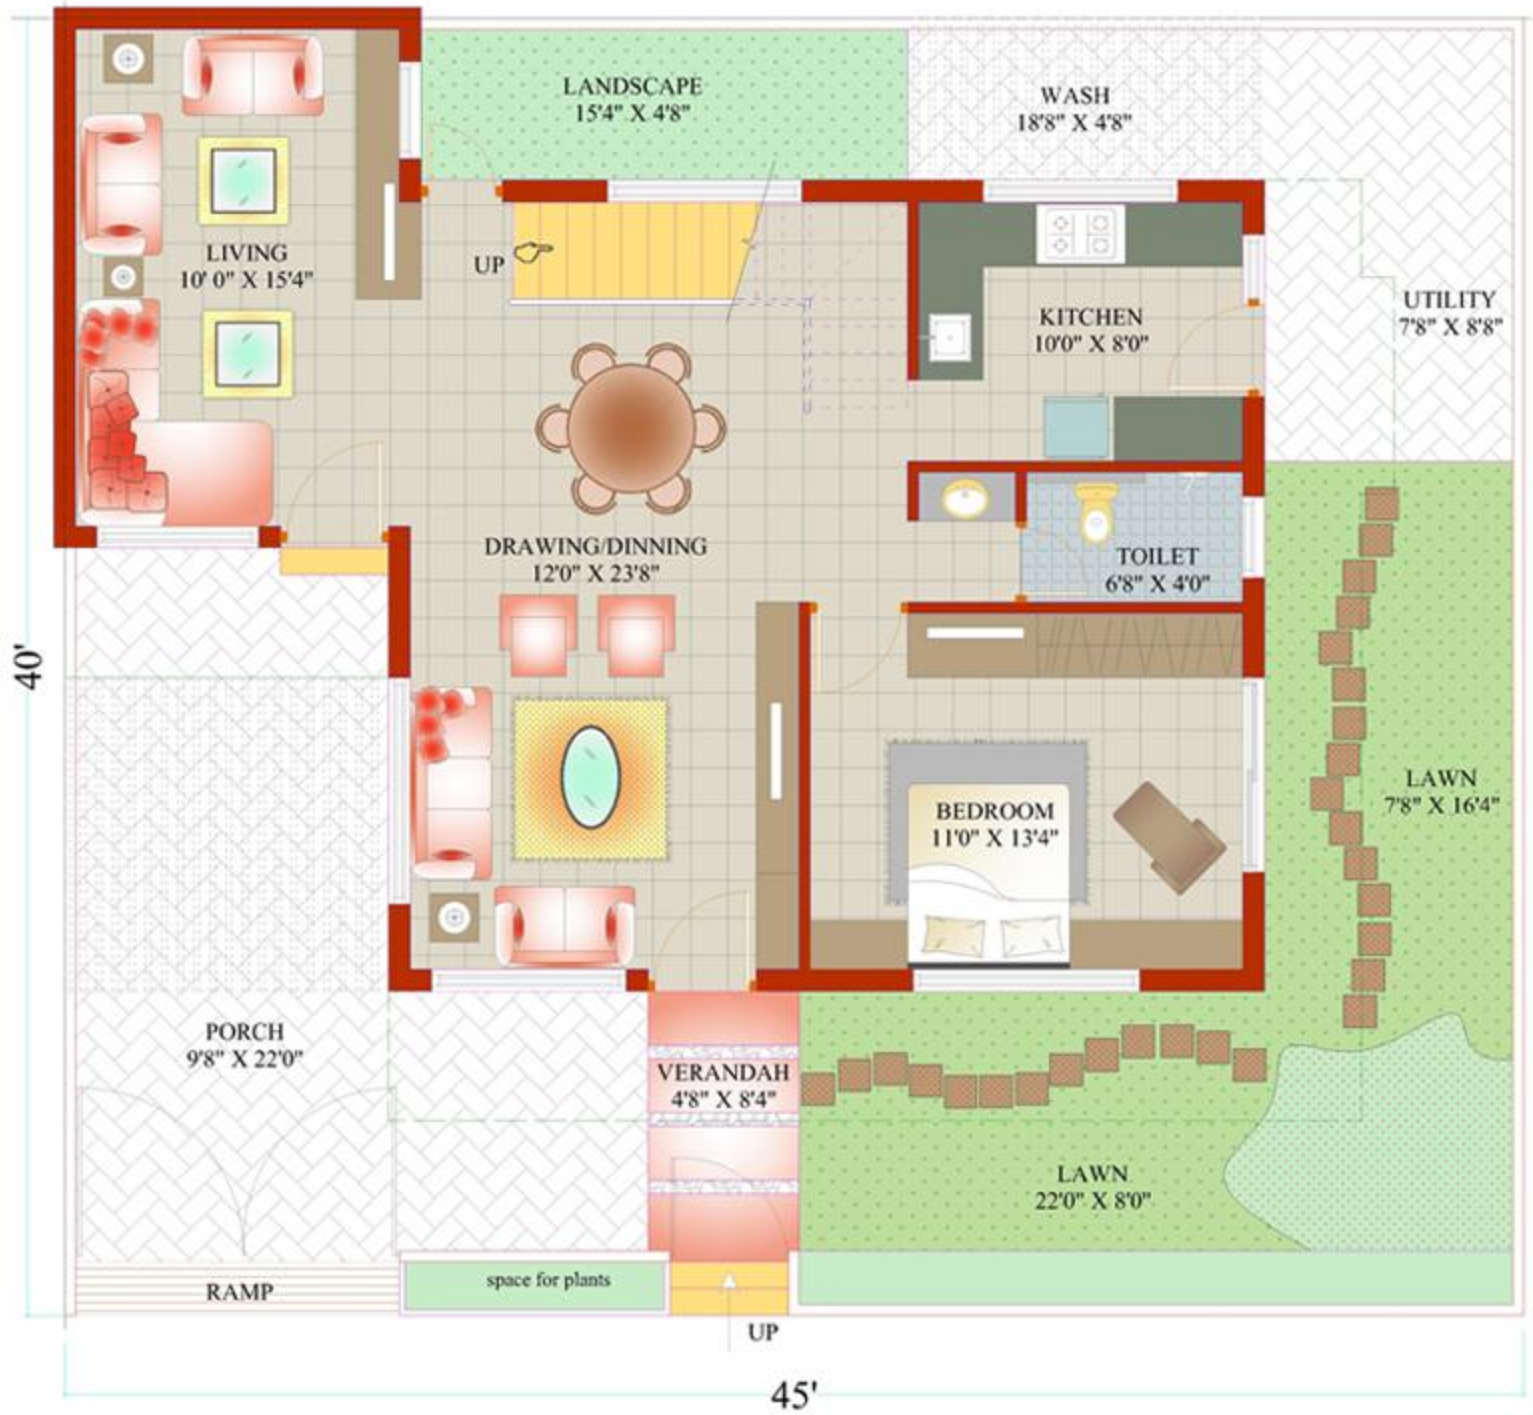 LANDSCAPE
15'4" X 4'8"
WASH
18'8" X 4'8"
LIVING
10' 0" X 15'4"
UP
KITCHEN
10'0" X 8'0"
UTILITY
7'8" X 8'8"
DRAWING/DINNING
12'0" X 23'8"
TOILET
6'8" X 4'0"
40'
BEDROOM
11'0" X 13'4"
LAWN
7'8" X 16'4"
PORCH
9'8" X 22'0"
VERANDAH
4'8" X 8'4"
LAWN
22'0" X 8'0"
RAMP
space for plants
UP
45'